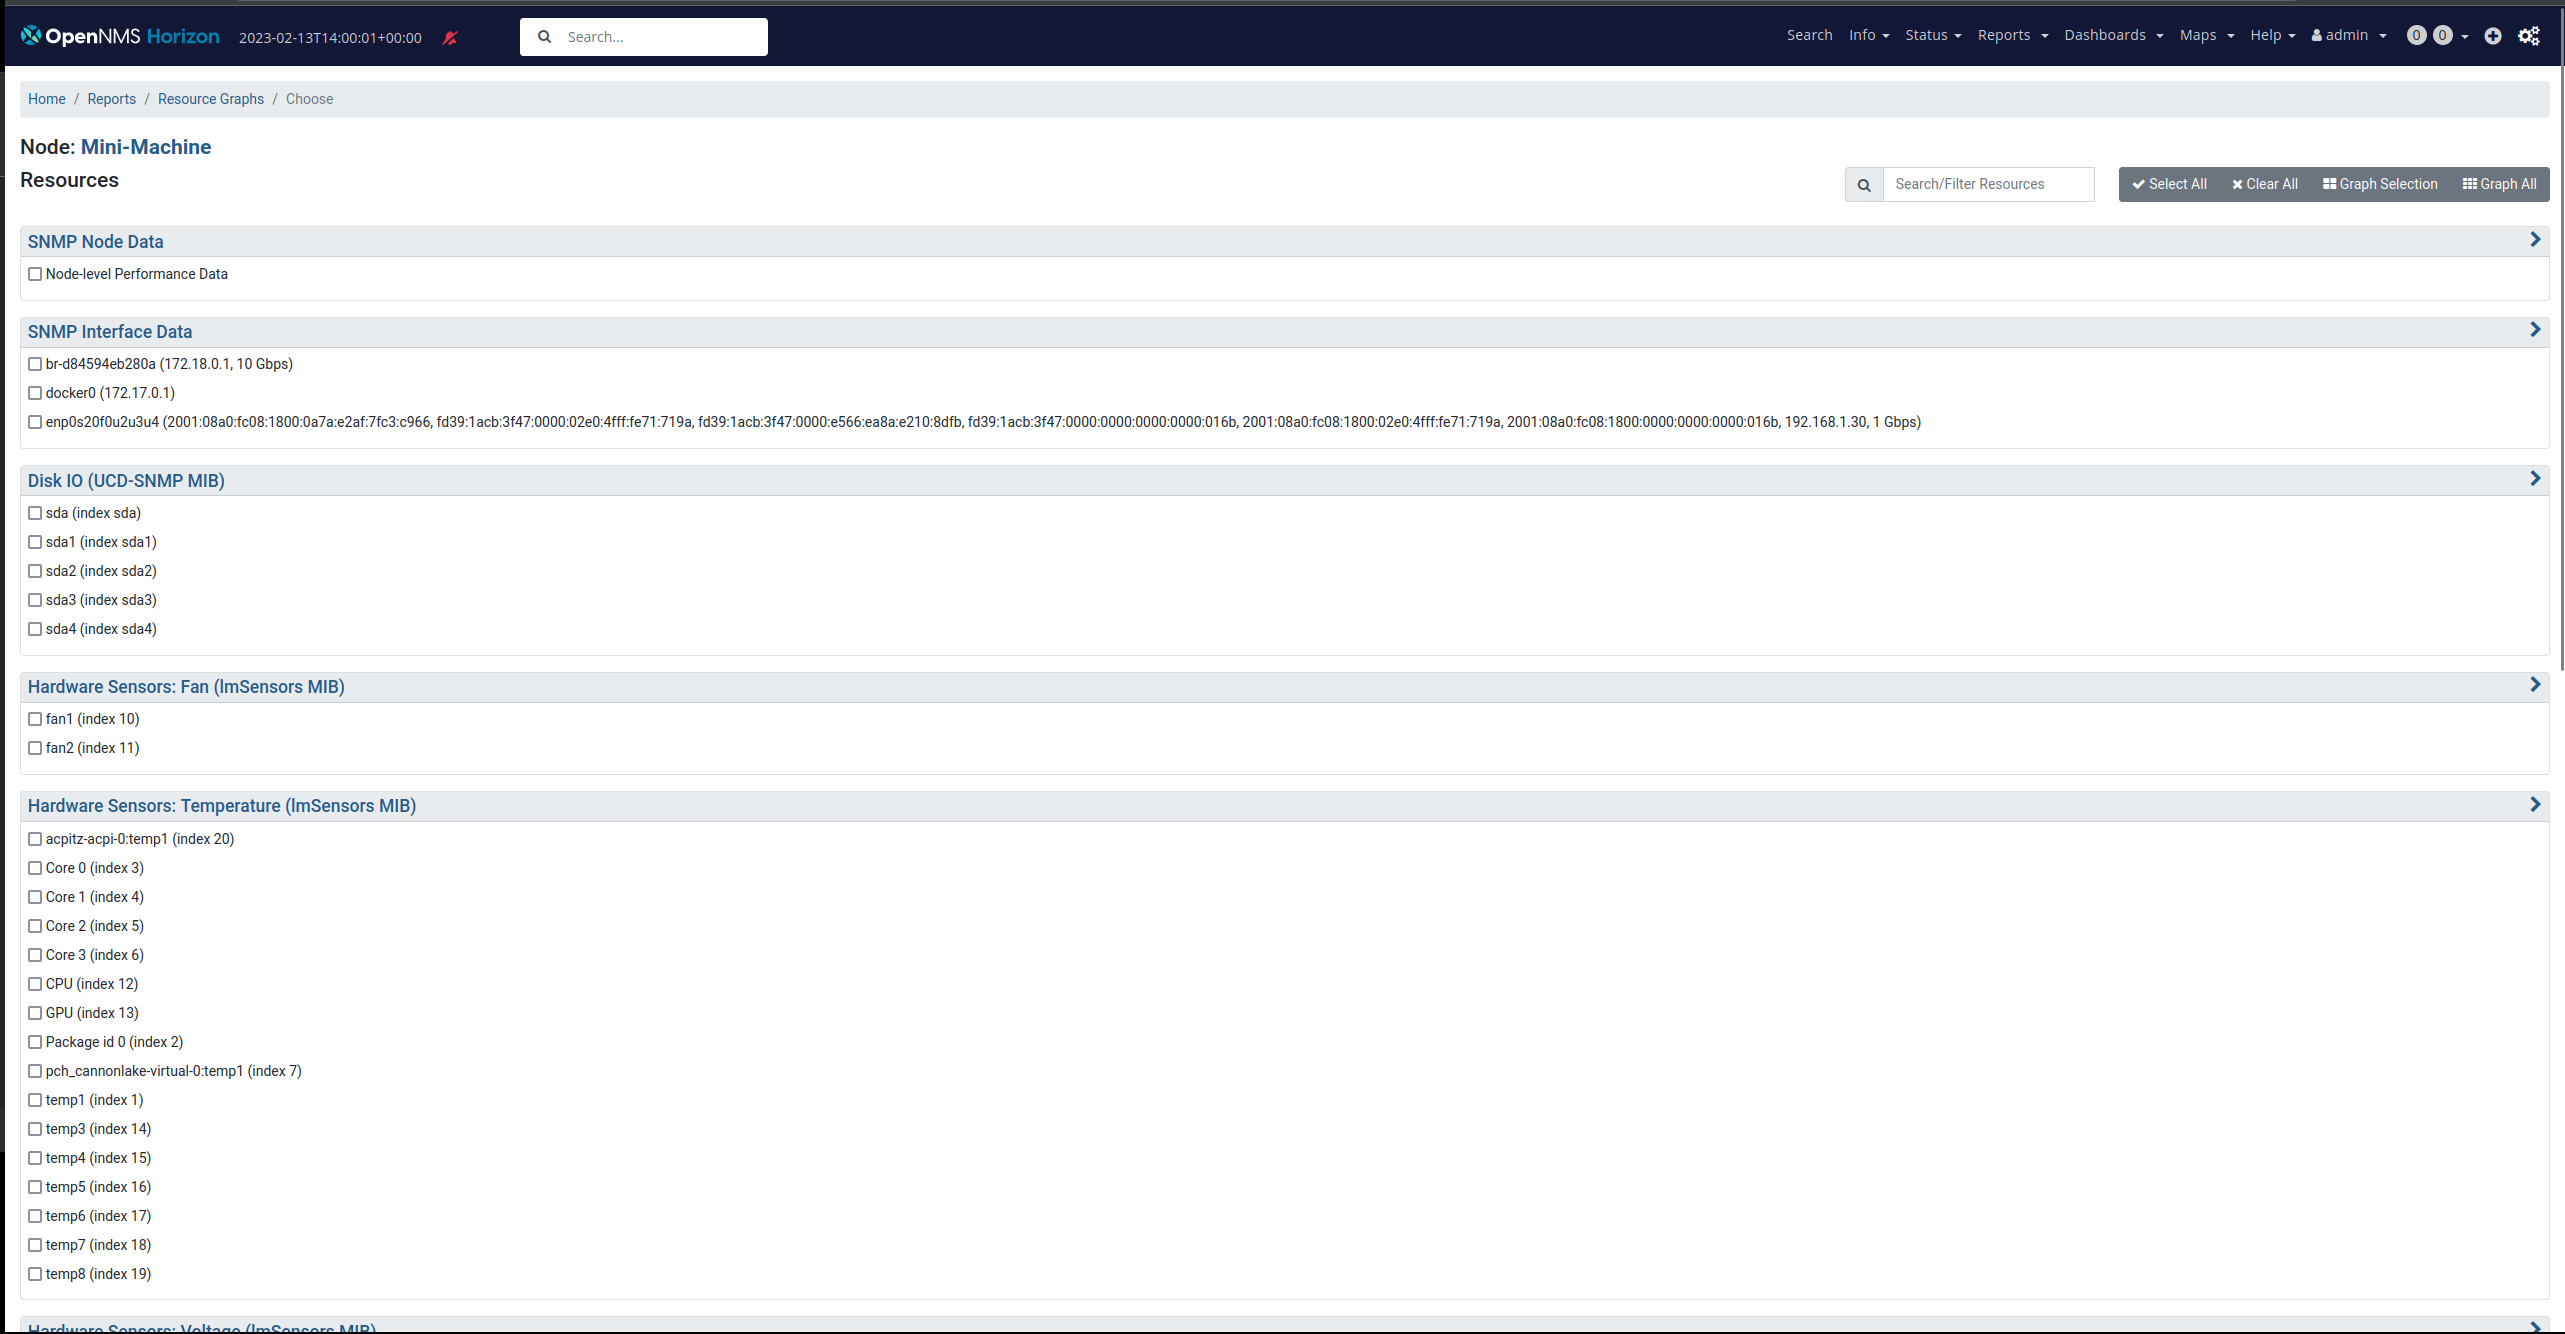 OpenNMS Horizon 2023-02-13T14:00:01+00:00 Search... Search Info Status Reports Dashboards Maps Help admin 0 0
Home / Reports / Resource Graphs / Choose
Node: Mini-Machine
Resources
Search/Filter Resources Select All Clear All Graph Selection Graph All
SNMP Node Data
Node-level Performance Data
SNMP Interface Data
br-d84594eb280a (172.18.0.1, 10 Gbps)
docker0 (172.17.0.1)
enp0s20f0u2u3u4 (2001:08a0:fc08:1800:0a7a:e2af:7fc3:c966, fd39:1acb:3f47:0000:02e0:4fff:fe71:719a, fd39:1acb:3f47:0000:e566:ea8a:e210:8dfb, fd39:1acb:3f47:0000:0000:0000:0000:016b, 2001:08a0:fc08:1800:02e0:4fff:fe71:719a, 2001:08a0:fc08:1800:0000:0000:0000:016b, 192.168.1.30, 1 Gbps)
Disk IO (UCD-SNMP MIB)
sda (index sda)
sda1 (index sda1)
sda2 (index sda2)
sda3 (index sda3)
sda4 (index sda4)
Hardware Sensors: Fan (lmSensors MIB)
fan1 (index 10)
fan2 (index 11)
Hardware Sensors: Temperature (lmSensors MIB)
acpitz-acpi-0:temp1 (index 20)
Core 0 (index 3)
Core 1 (index 4)
Core 2 (index 5)
Core 3 (index 6)
CPU (index 12)
GPU (index 13)
Package id 0 (index 2)
pch_cannonlake-virtual-0:temp1 (index 7)
temp1 (index 1)
temp3 (index 14)
temp4 (index 15)
temp5 (index 16)
temp6 (index 17)
temp7 (index 18)
temp8 (index 19)
Hardware Sensors: Voltage (lmSensors MIB)